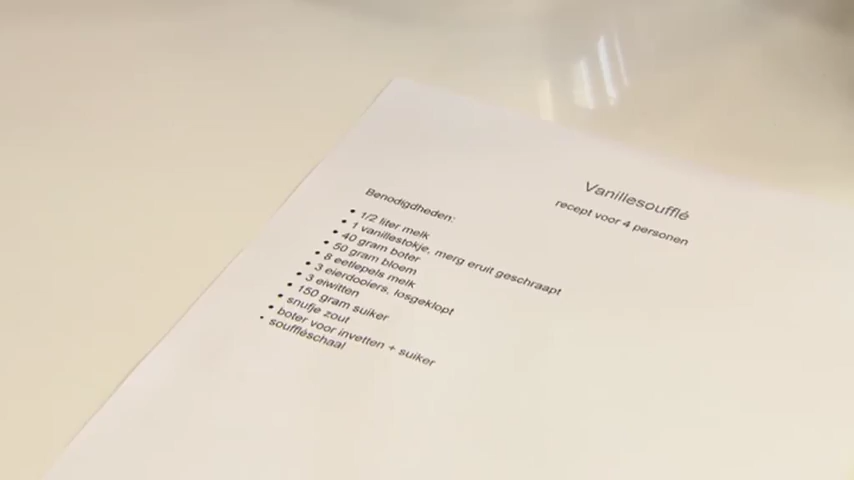 Vanillesoufflé
recept voor 4 personen
Benodigdheden:
• 1/2 liter melk
• 1 vanillestokje, merg eruit geschraapt
• 40 gram boter
• 50 gram bloem
• 8 eetlepels melk
• 3 eierdooiers, losgeklopt
• 3 eiwitten
• 150 gram suiker
• snufje zout
• boter voor invetten + suiker
• souffléschaal